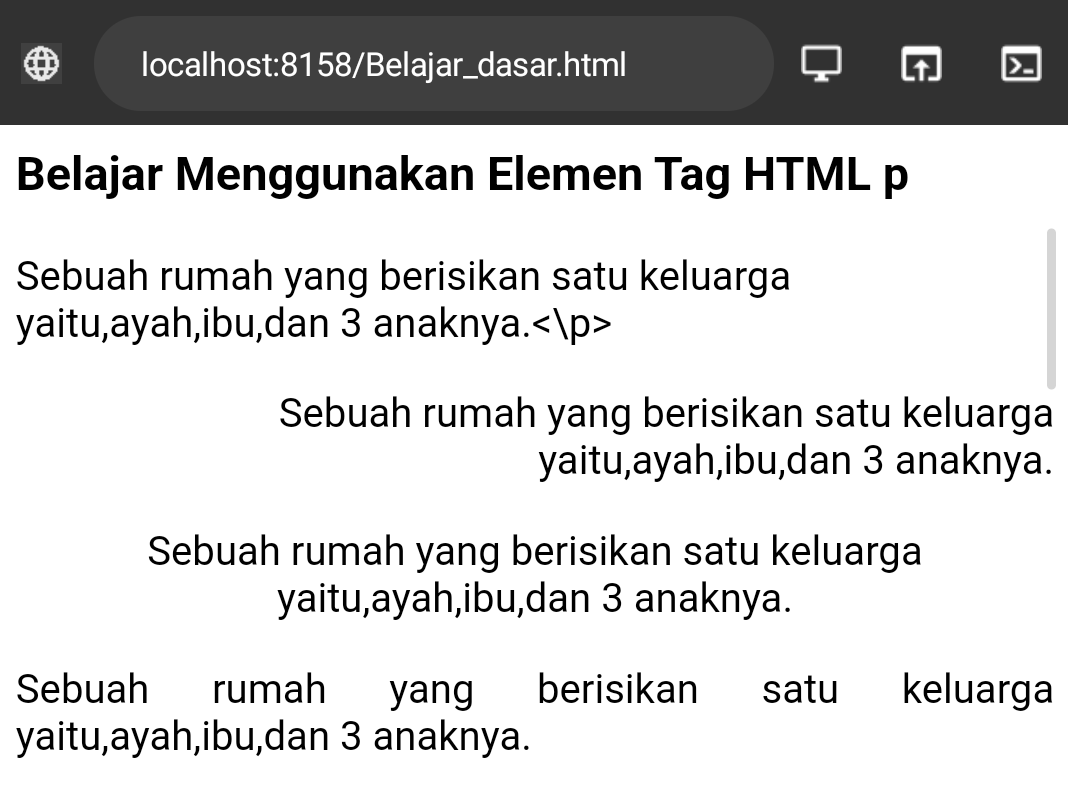 localhost:8158/Belajar_dasar.html
Belajar Menggunakan Elemen Tag HTML p
Sebuah rumah yang berisikan satu keluarga
yaitu,ayah,ibu,dan 3 anaknya.<\p>
Sebuah rumah yang berisikan satu keluarga
yaitu,ayah,ibu,dan 3 anaknya.
Sebuah rumah yang berisikan satu keluarga
yaitu,ayah,ibu,dan 3 anaknya.
Sebuah rumah yang berisikan satu keluarga
yaitu,ayah,ibu,dan 3 anaknya.